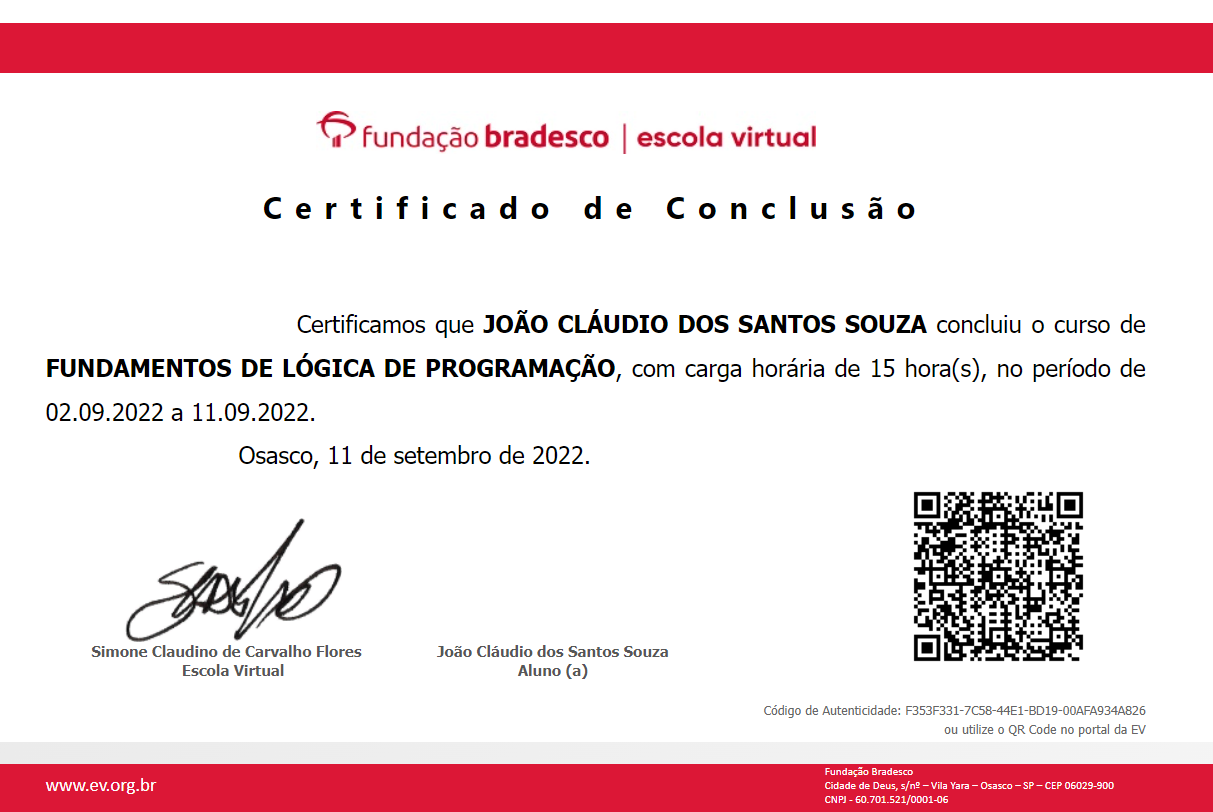 fundação bradesco | escola virtual
Certificado de Conclusão
Certificamos que JOÃO CLÁUDIO DOS SANTOS SOUZA concluiu o curso de
FUNDAMENTOS DE LÓGICA DE PROGRAMAÇÃO, com carga horária de 15 hora(s), no período de
02.09.2022 a 11.09.2022.
Osasco, 11 de setembro de 2022.
Simone Claudino de Carvalho Flores
Escola Virtual
João Cláudio dos Santos Souza
Aluno (a)
Código de Autenticidade: F353F331-7C58-44E1-BD19-00AFA934A826
ou utilize o QR Code no portal da EV
www.ev.org.br
Fundação Bradesco
Cidade de Deus, s/nº – Vila Yara – Osasco – SP – CEP 06029-900
CNPJ - 60.701.521/0001-06